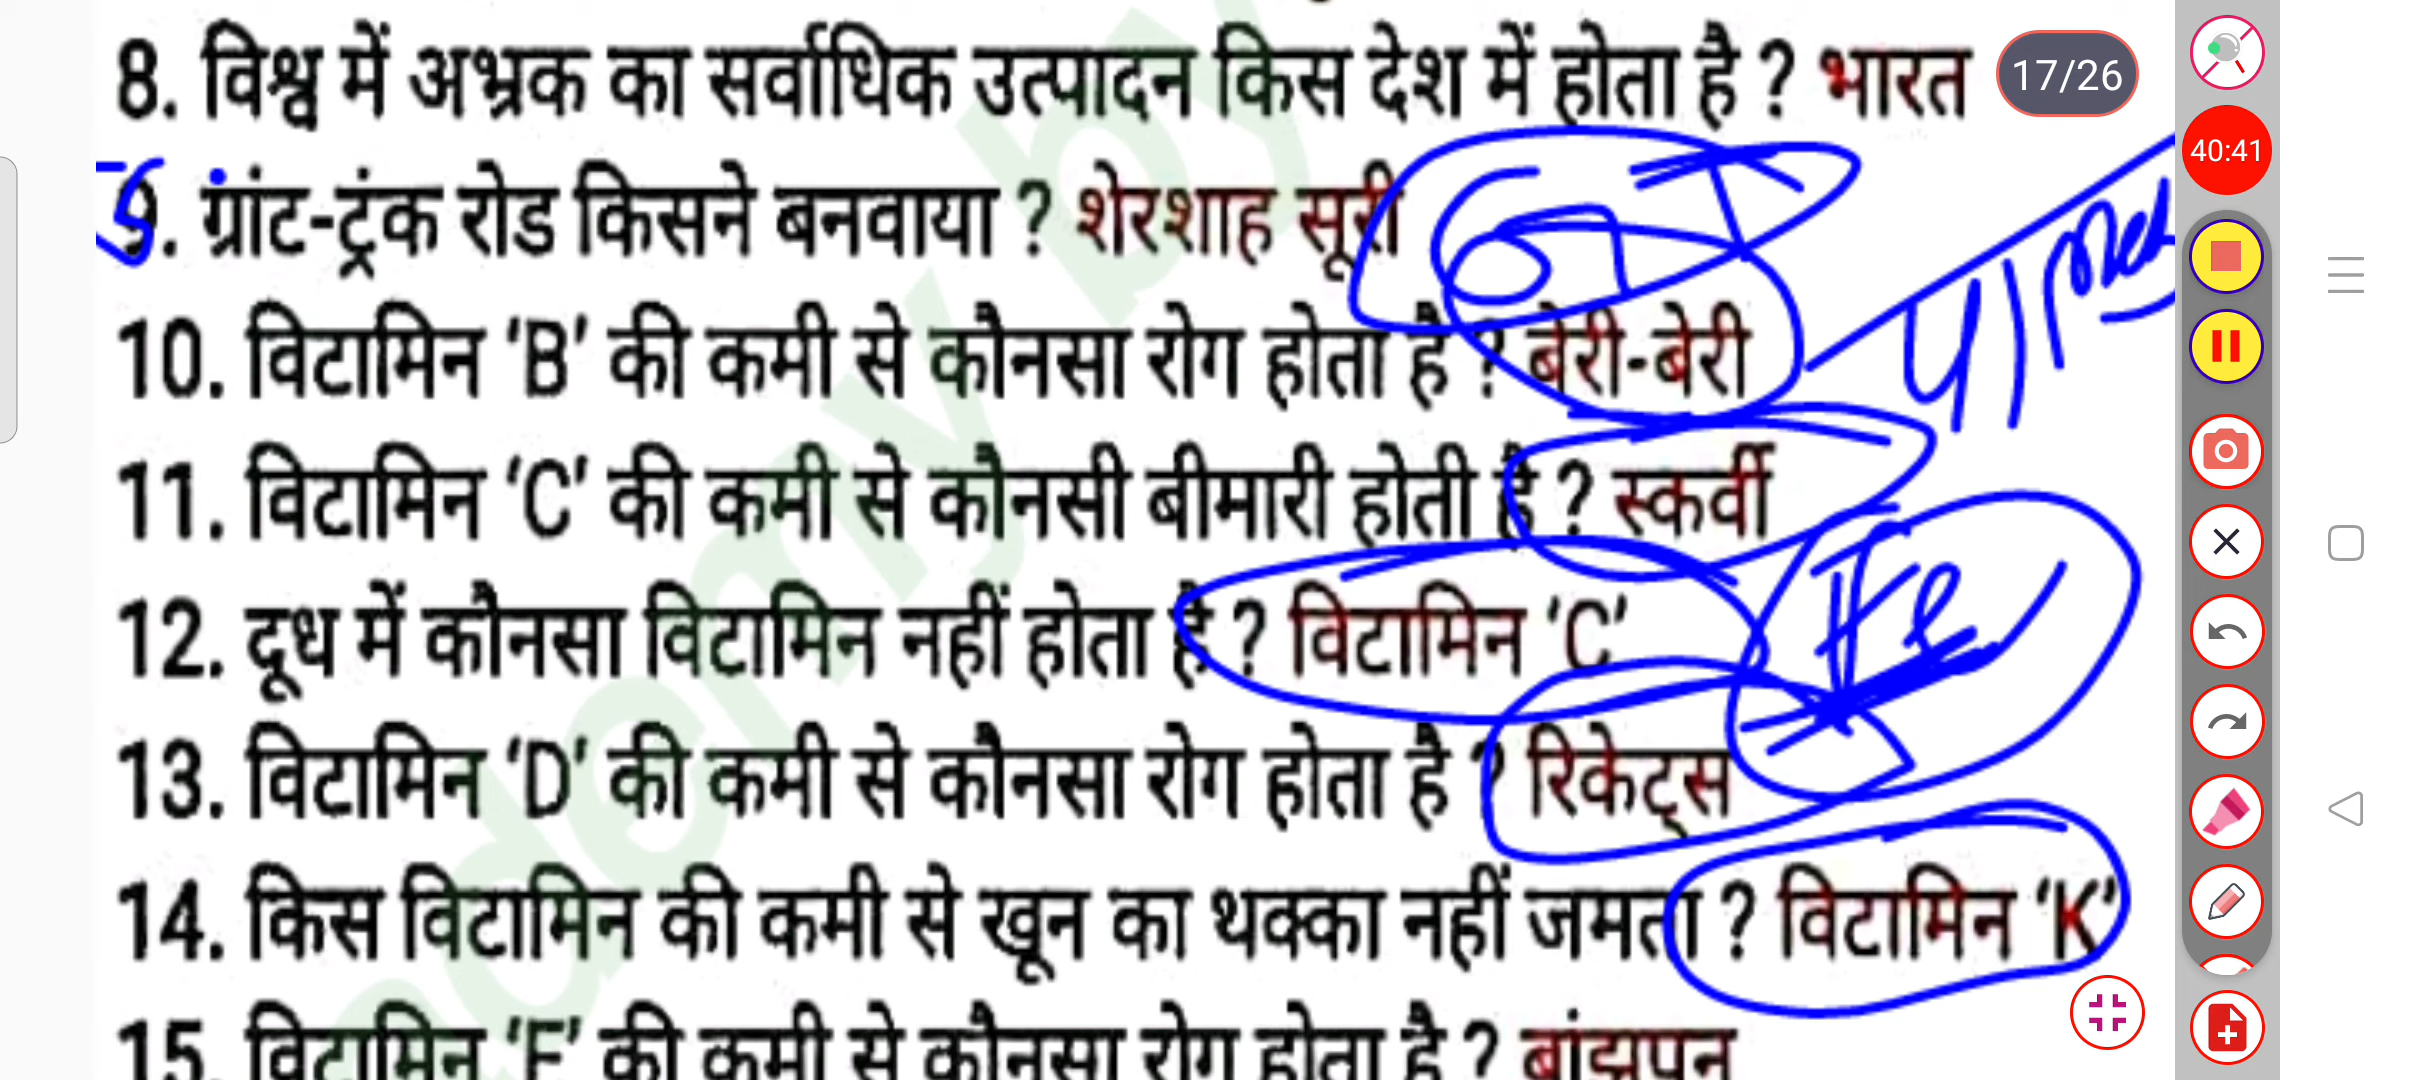 8. विश्व में अभ्रक का सर्वाधिक उत्पादन किस देश में होता है ? भारत
17/26
40:41
9. ग्रांट-ट्रंक रोड किसने बनवाया ? शेरशाह सूरी
10. विटामिन ‘B’ की कमी से कौनसा रोग होता है ? बेरी-बेरी
11. विटामिन ‘C’ की कमी से कौनसी बीमारी होती है ? स्कर्वी
12. दूध में कौनसा विटामिन नहीं होता है ? विटामिन ‘C’
Fe
13. विटामिन ‘D’ की कमी से कौनसा रोग होता है ? रिकेट्स
14. किस विटामिन की कमी से खून का थक्का नहीं जमता ? विटामिन ‘K’
15. विटामिन ‘E’ की कमी से कौनसा रोग होता है ? बांझपन